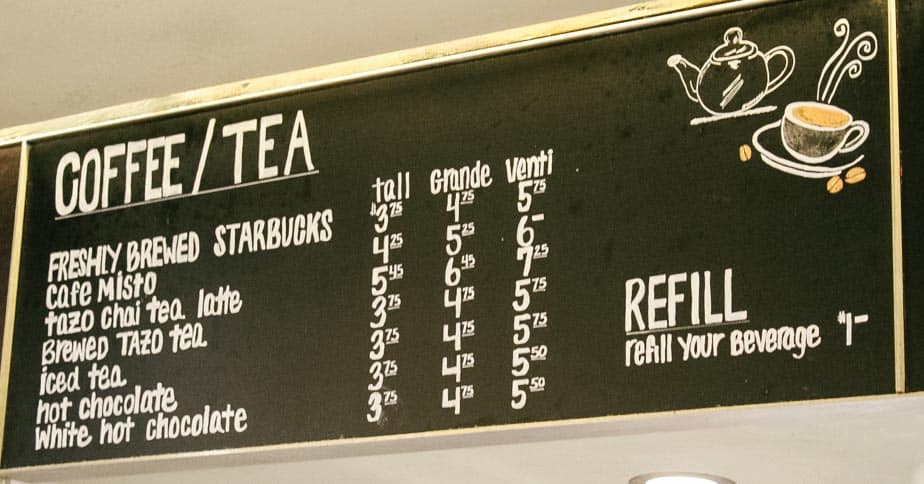 COFFEE/TEA
tall Grande Venti
FRESHLY BREWED STARBUCKS $3 75 4 75 5 75
Cafe Misto 4 25 5 25 6-
tazo chai tea latte 5 45 6 45 7 25
Brewed TAZO tea 3 75 4 75 5 75
iced tea 3 75 4 75 5 75
hot chocolate 3 75 4 75 5 50
White hot chocolate 3 75 4 75 5 50
REFILL
refill your Beverage $1-